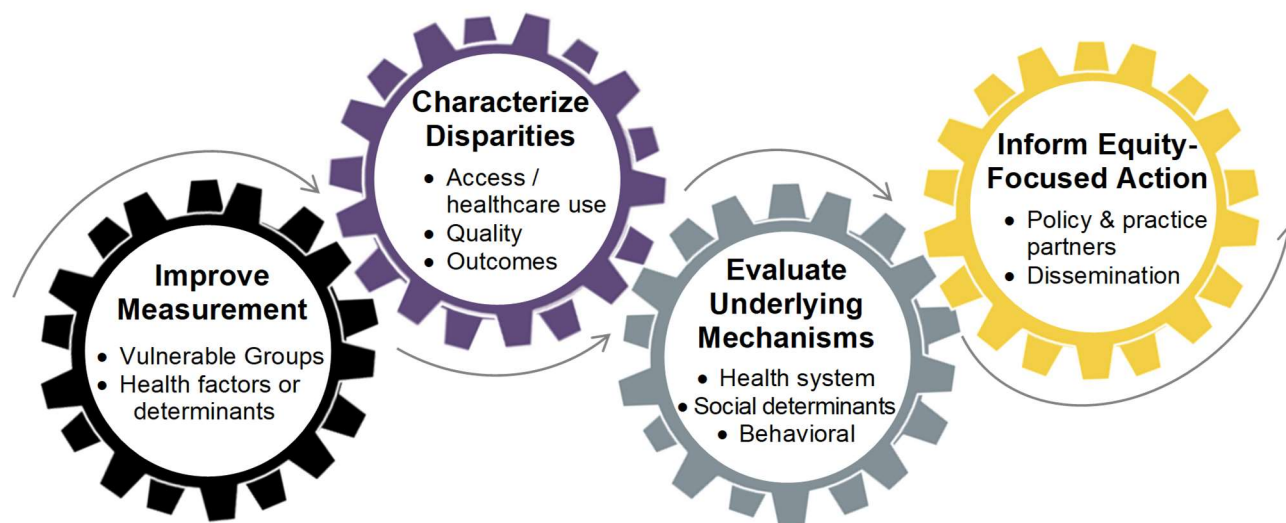 Improve
Measurement
• Vulnerable Groups
• Health factors or
determinants
Characterize
Disparities
• Access /
healthcare use
• Quality
• Outcomes
Evaluate
Underlying
Mechanisms
• Health system
• Social determinants
• Behavioral
Inform Equity-
Focused Action
• Policy & practice
partners
• Dissemination